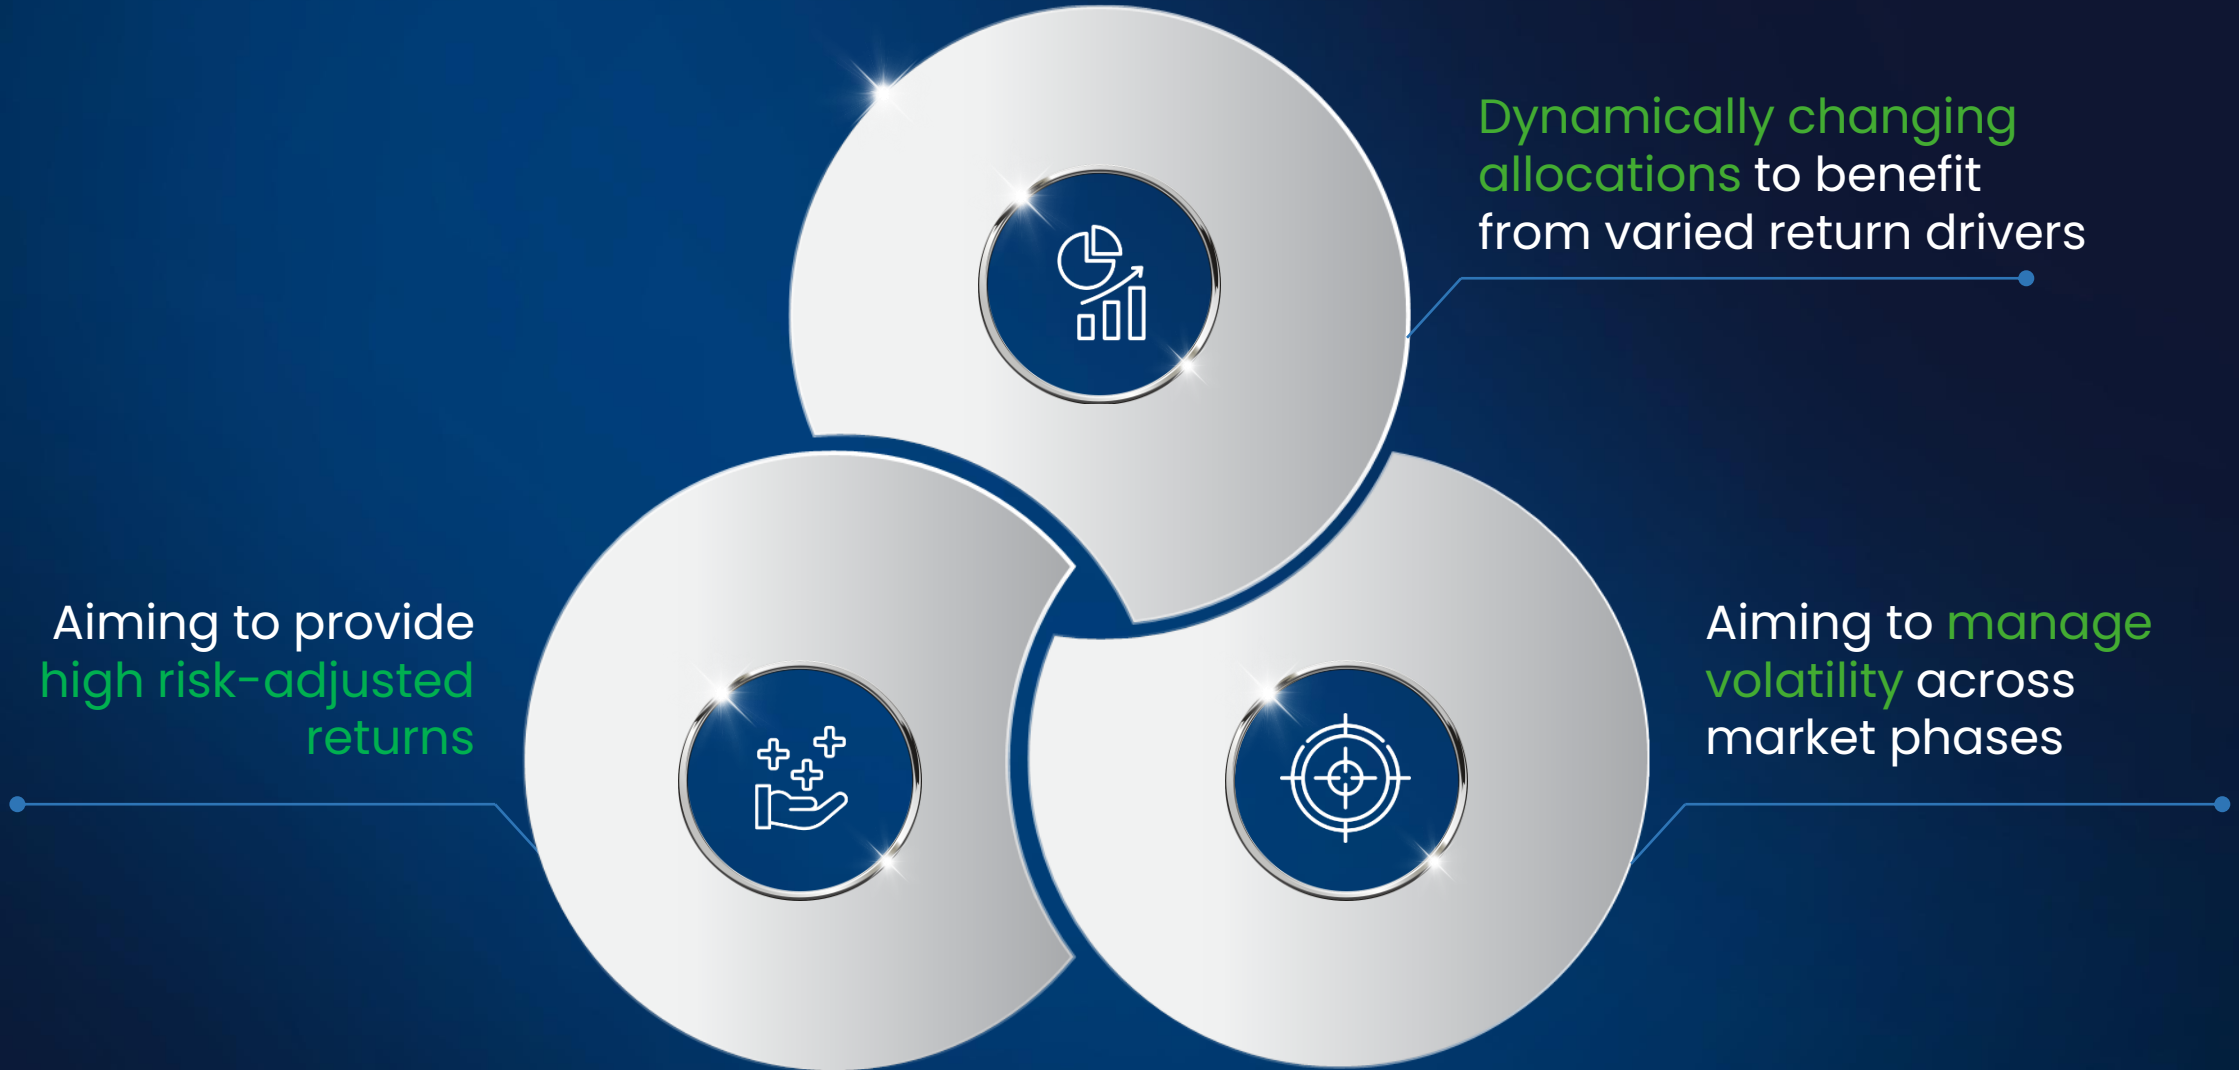 Dynamically changing
allocations to benefit
from varied return drivers
Aiming to provide
high risk-adjusted
returns
Aiming to manage
volatility across
market phases